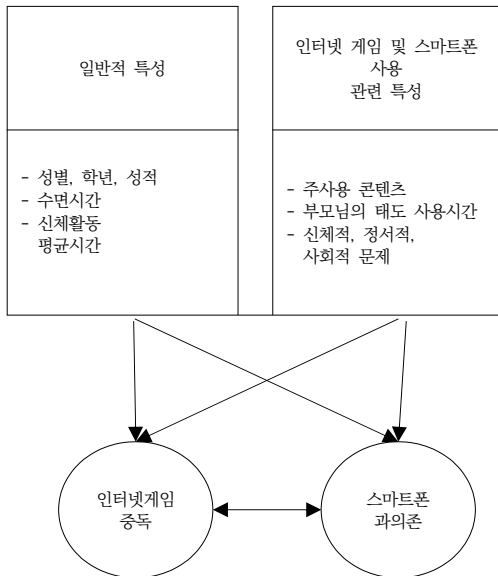 일반적 특성
- 성별, 학년, 성적
- 수면시간
- 신체활동
평균시간
인터넷 게임 및 스마트폰
사용
관련 특성
- 주사용 콘텐츠
- 부모님의 태도 사용시간
- 신체적, 정서적,
사회적 문제
인터넷게임
중독
스마트폰
과의존